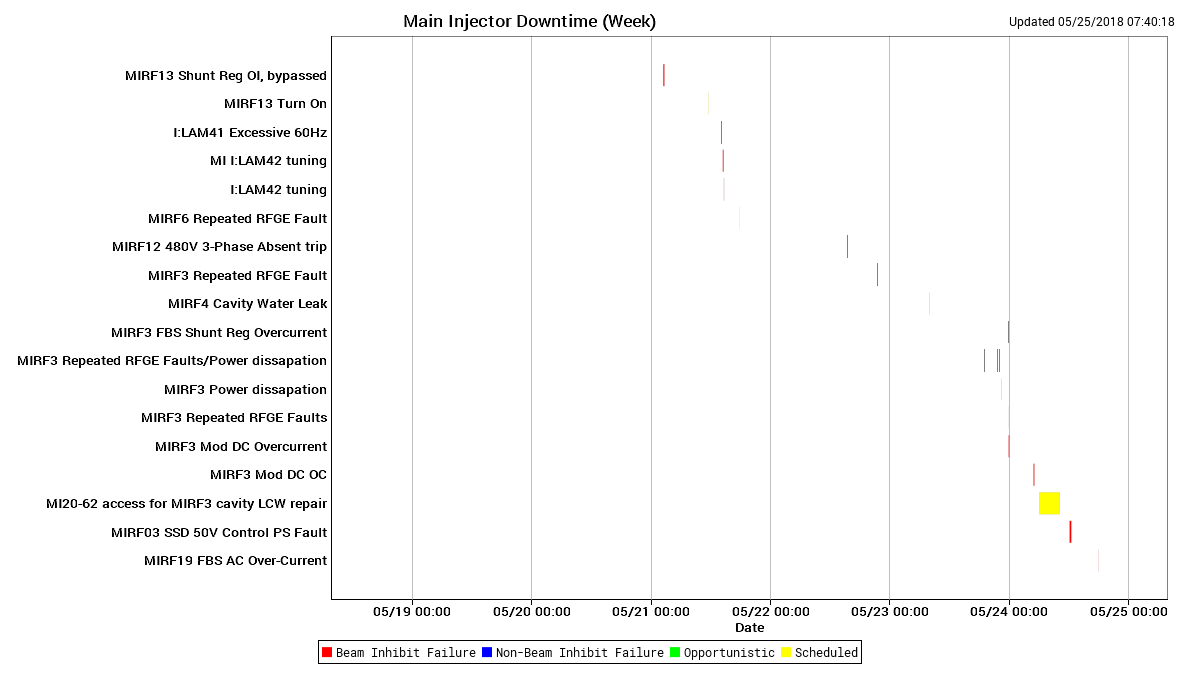 Main Injector Downtime (Week)
Updated 05/25/2018 07:40:18
MIRF13 Shunt Reg OI, bypassed
MIRF13 Turn On
I:LAM41 Excessive 60Hz
MI I:LAM42 tuning
I:LAM42 tuning
MIRF6 Repeated RFGE Fault
MIRF12 480V 3-Phase Absent trip
MIRF3 Repeated RFGE Fault
MIRF4 Cavity Water Leak
MIRF3 FBS Shunt Reg Overcurrent
MIRF3 Repeated RFGE Faults/Power dissapation
MIRF3 Power dissapation
MIRF3 Repeated RFGE Faults
MIRF3 Mod DC Overcurrent
MIRF3 Mod DC OC
MI20-62 access for MIRF3 cavity LCW repair
MIRF03 SSD 50V Control PS Fault
MIRF19 FBS AC Over-Current
05/19 00:00 05/20 00:00 05/21 00:00 05/22 00:00 05/23 00:00 05/24 00:00 05/25 00:00
Date
Beam Inhibit Failure Non-Beam Inhibit Failure Opportunistic Scheduled